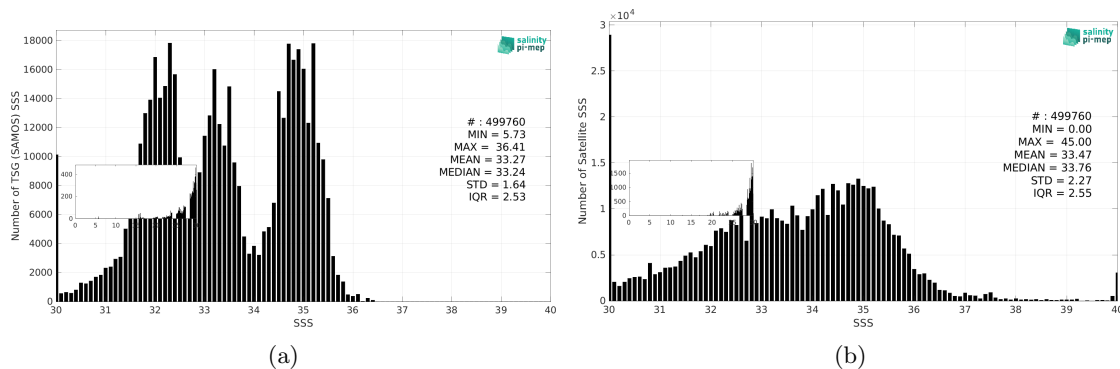 18000
16000
14000
12000
10000
8000
6000
4000
2000
0
Number of TSG (SAMOS) SSS
30 31 32 33 34 35 36 37 38 39 40
SSS
salinity
pi-mep
# : 499760
MIN = 5.73
MAX = 36.41
MEAN = 33.27
MEDIAN = 33.24
STD = 1.64
IQR = 2.53
400
200
0
0 5 10 15 20
(a)
×10⁴
3
2.5
2
1.5
1
0.5
0
Number of Satellite SSS
30 31 32 33 34 35 36 37 38 39 40
SSS
salinity
pi-mep
# : 499760
MIN = 0.00
MAX = 45.00
MEAN = 33.47
MEDIAN = 33.76
STD = 2.27
IQR = 2.55
1500
1000
500
0
0 5 10 15 20 25
(b)